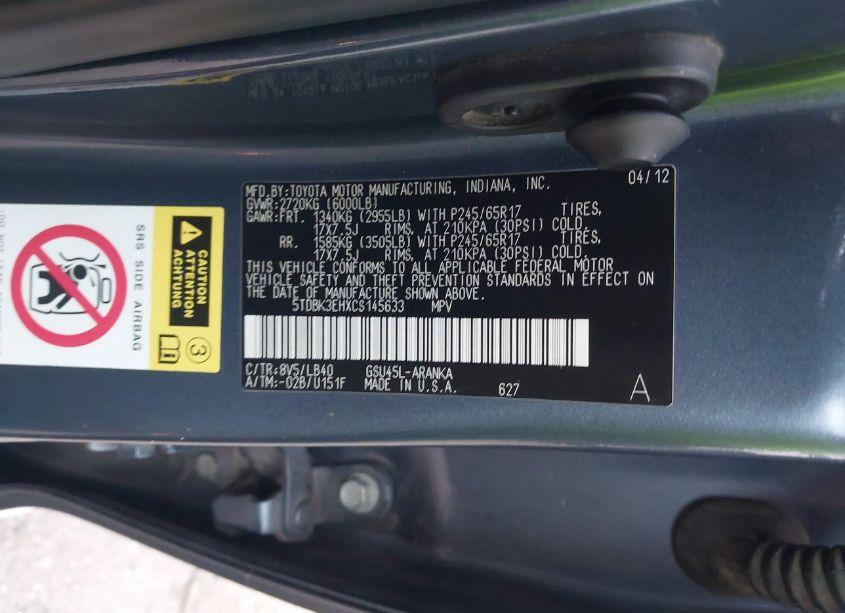 MFD.BY:TOYOTA MOTOR MANUFACTURING, INDIANA, INC. 04/12
GVWR:2720KG (6000LB)
GAWR:FRT. 1340KG (2955LB) WITH P245/65R17 TIRES,
17X7.5J RIMS, AT 210KPA (30PSI) COLD.
RR. 1585KG (3505LB) WITH P245/65R17 TIRES,
17X7.5J RIMS, AT 210KPA (30PSI) COLD.
THIS VEHICLE CONFORMS TO ALL APPLICABLE FEDERAL MOTOR
VEHICLE SAFETY AND THEFT PREVENTION STANDARDS IN EFFECT ON
THE DATE OF MANUFACTURE SHOWN ABOVE.
5TDBK3EHXCS145633 MPV
C/TR:8V5/LB40 GSU45L-ARANKA
A/TM:-02B/U151F MADE IN U.S.A. 627 A
CAUTION
ATTENTION
ACHTUNG
3
SRS SIDE AIRBAG